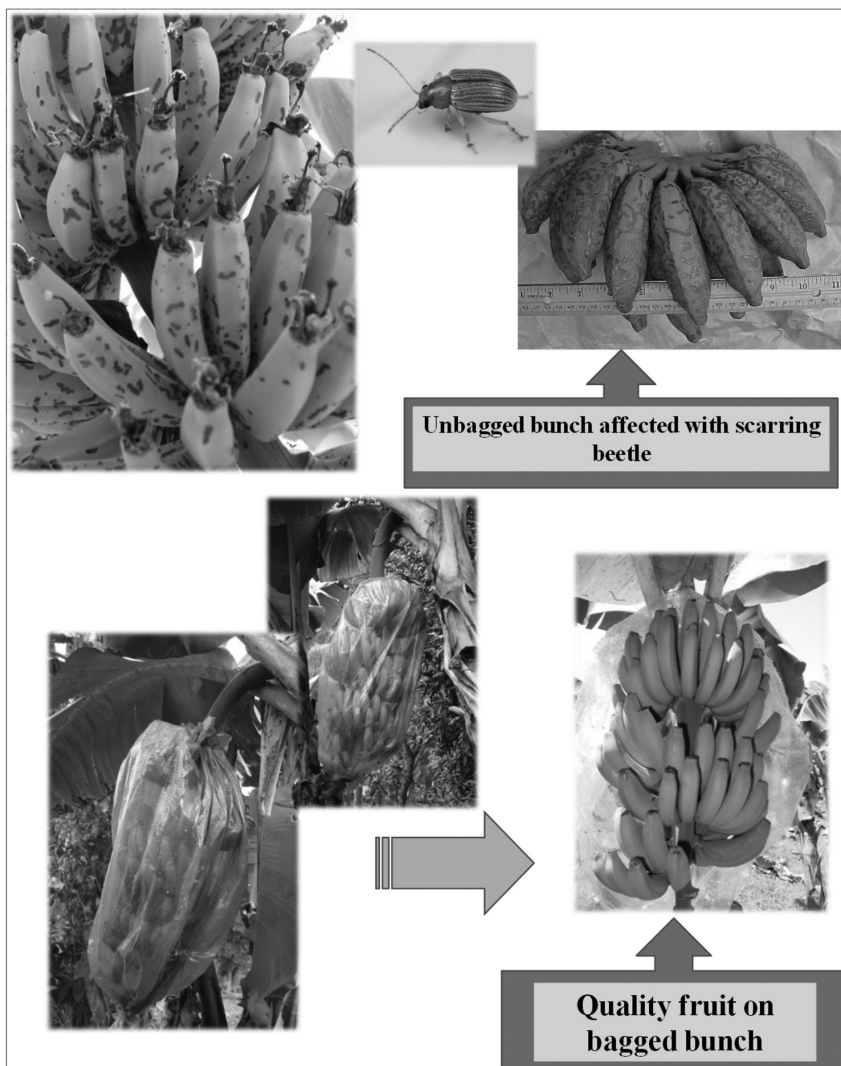 Unbagged bunch affected with scarring
beetle
Quality fruit on
bagged bunch